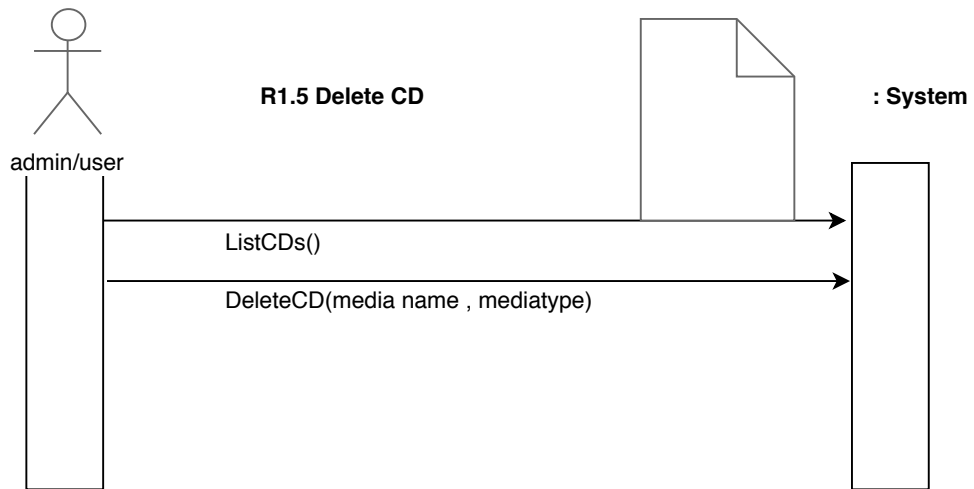 R1.5 Delete CD
: System
admin/user
ListCDs()
DeleteCD(media name , mediatype)